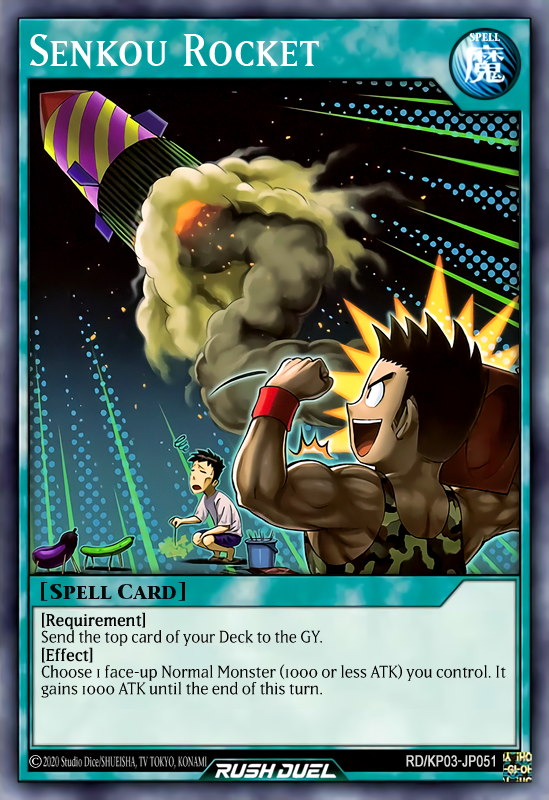 Senkou Rocket
SPELL
魔
[Spell Card]
[Requirement]
Send the top card of your Deck to the GY.
[Effect]
Choose 1 face-up Normal Monster (1000 or less ATK) you control. It
gains 1000 ATK until the end of this turn.
©2020 Studio Dice/SHUEISHA, TV TOKYO, KONAMI
RUSH DUEL
RD/KP03-JP051